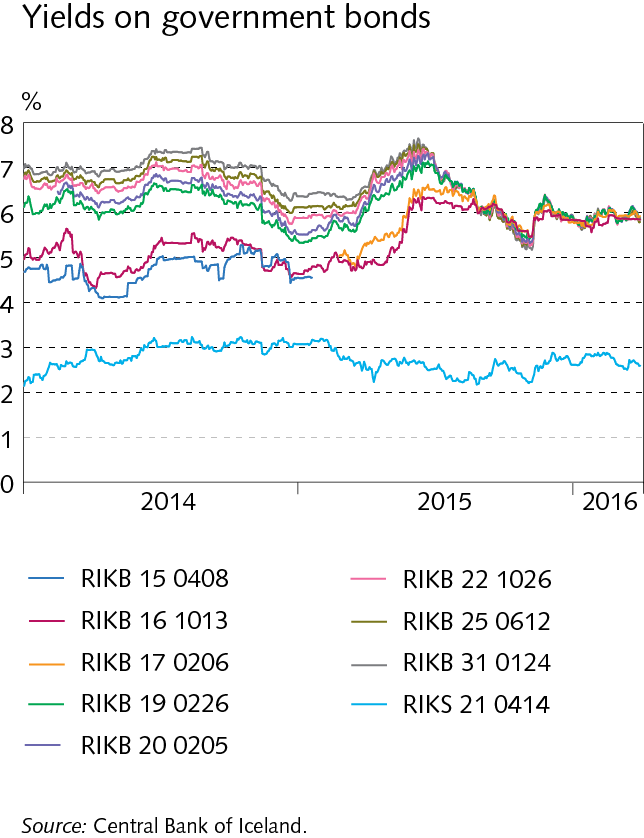 Yields on government bonds
%
8
7
6
5
4
3
2
1
0
2014 2015 2016
RIKB 15 0408
RIKB 16 1013
RIKB 17 0206
RIKB 19 0226
RIKB 20 0205
RIKB 22 1026
RIKB 25 0612
RIKB 31 0124
RIKS 21 0414
Source: Central Bank of Iceland.